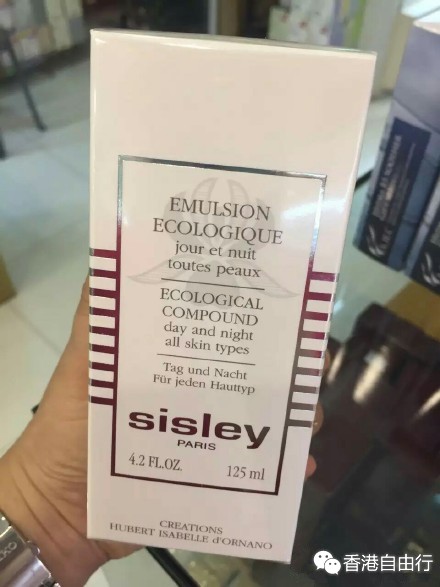 EMULSION
ECOLOGIQUE
jour et nuit
toutes peaux
ECOLOGICAL
COMPOUND
day and night
all skin types
Tag und Nacht
Für jeden Hauttyp
sisley
PARIS
4.2 FL.OZ. 125 ml
CREATIONS
HUBERT ISABELLE d'ORNANO
香港自由行